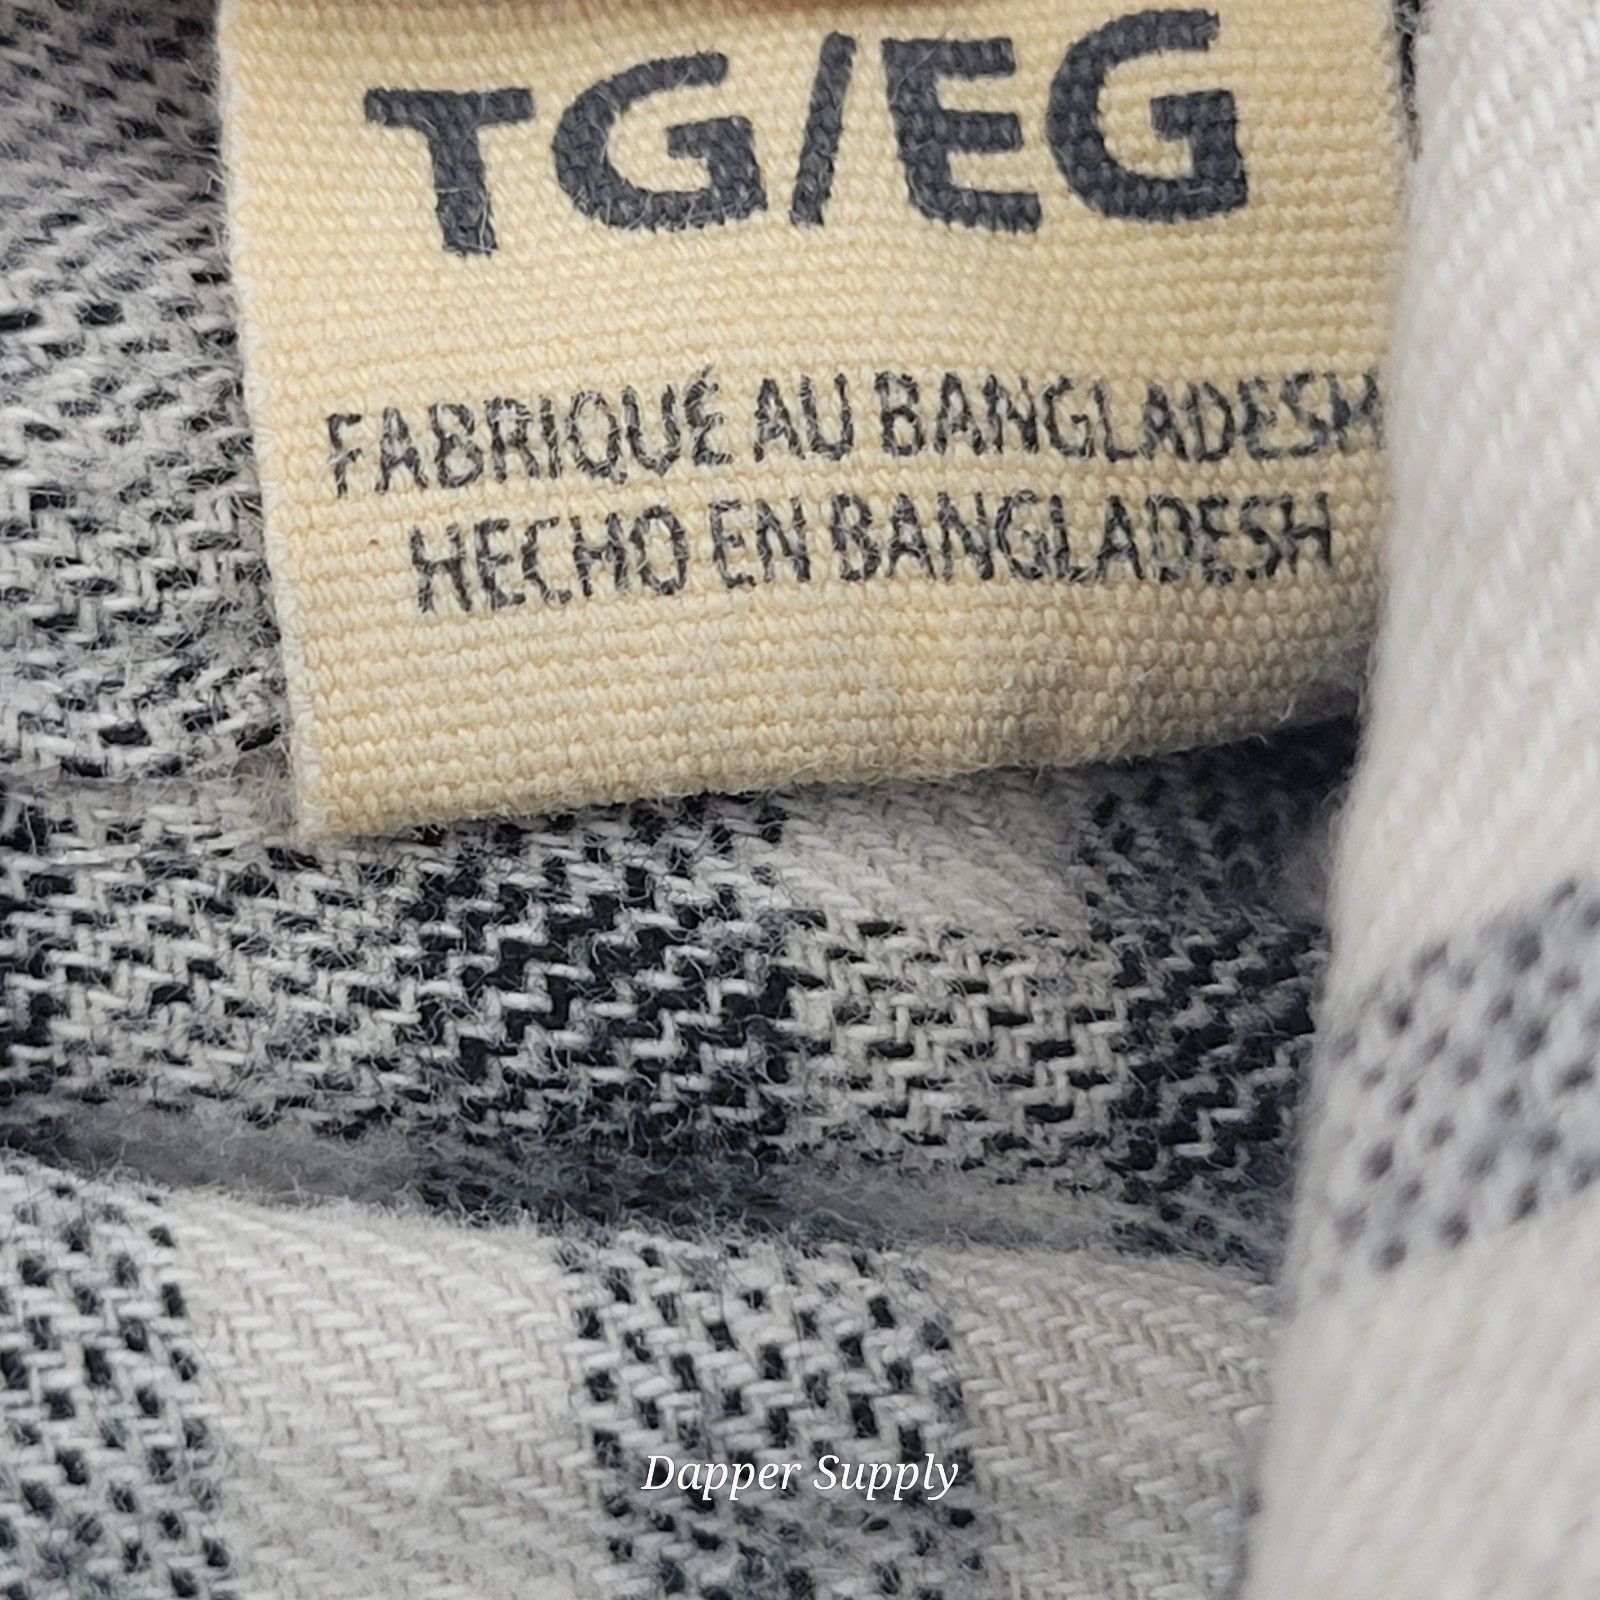 TG/EG
FABRIQUÉ AU BANGLADESH
HECHO EN BANGLADESH
Dapper Supply